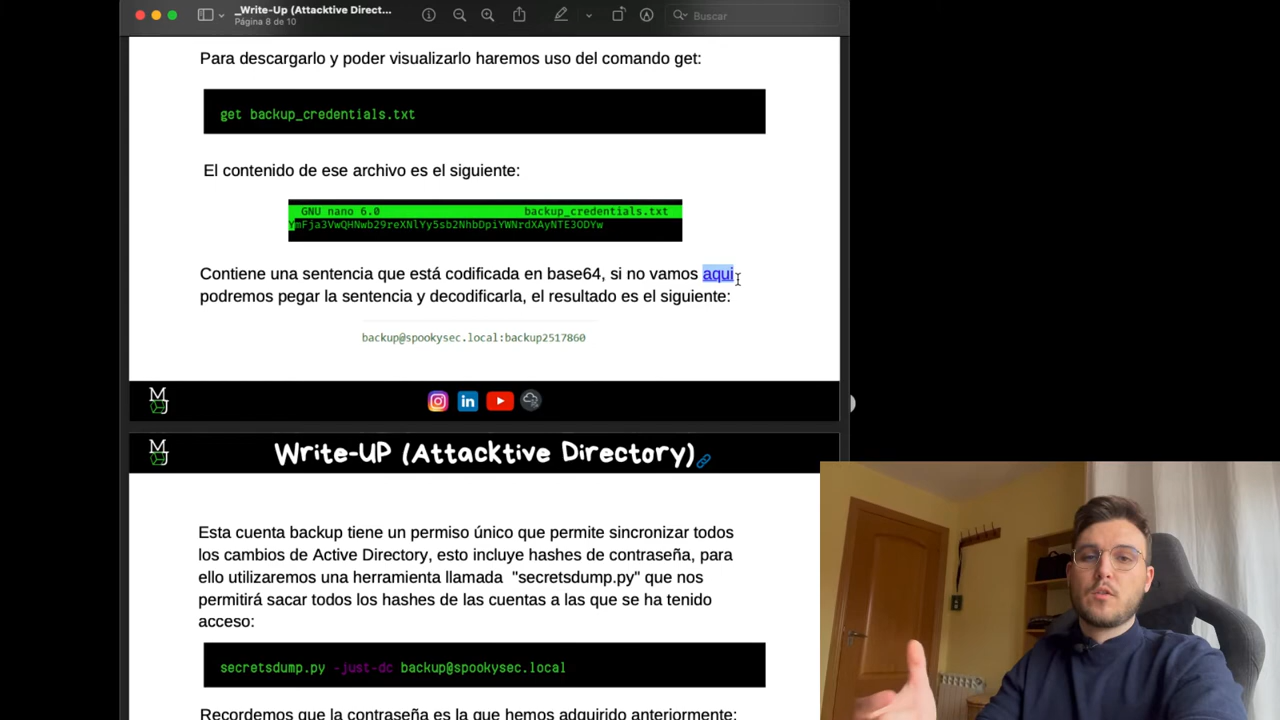 _Write-Up (Attacktive Direct...
Página 8 de 10
Buscar
Para descargarlo y poder visualizarlo haremos uso del comando get:
get backup_credentials.txt
El contenido de ese archivo es el siguiente:
GNU nano 6.0 backup_credentials.txt
YmFja3VwQHNwb29reXNlYy5sb2NhbDpiYWNrdXAyNTE3ODYw
Contiene una sentencia que está codificada en base64, si no vamos aqui
podremos pegar la sentencia y decodificarla, el resultado es el siguiente:
backup@spookysec.local:backup2517860
MJ
MJ
Write-UP (Attacktive Directory)
Esta cuenta backup tiene un permiso único que permite sincronizar todos
los cambios de Active Directory, esto incluye hashes de contraseña, para
ello utilizaremos una herramienta llamada "secretsdump.py" que nos
permitirá sacar todos los hashes de las cuentas a las que se ha tenido
acceso:
secretsdump.py -just-dc backup@spookysec.local
Recordemos que la contraseña es la que hemos adquirido anteriormente: